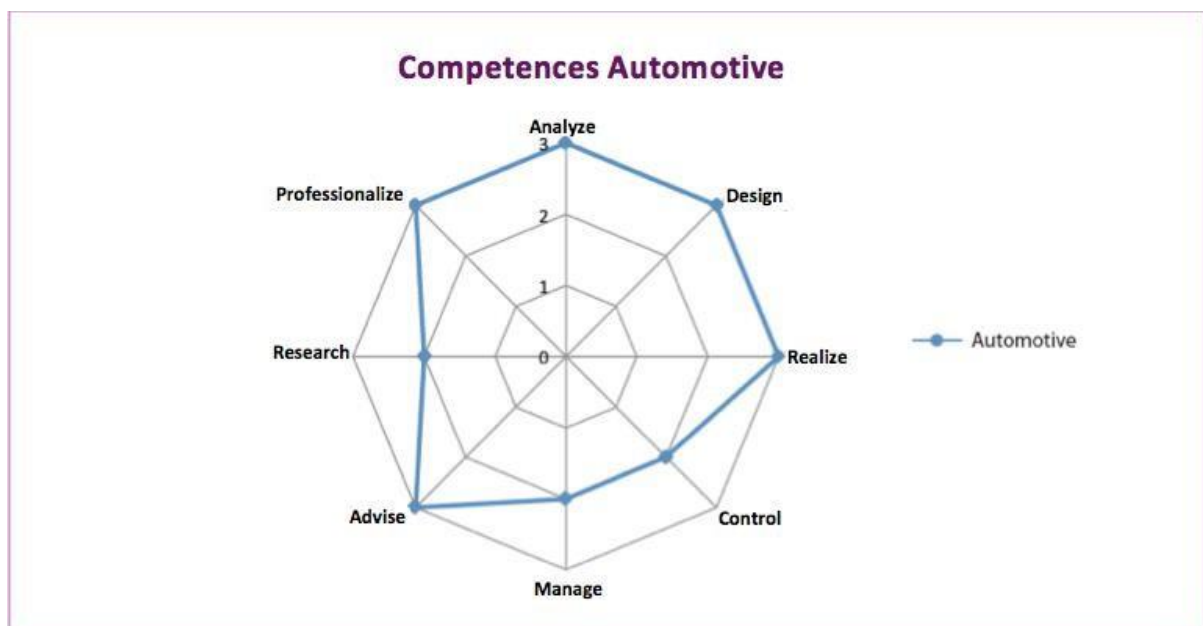 Competences Automotive
Analyze
3
Professionalize
Design
2
1
Research
0
Realize
Automotive
Advise
Control
Manage